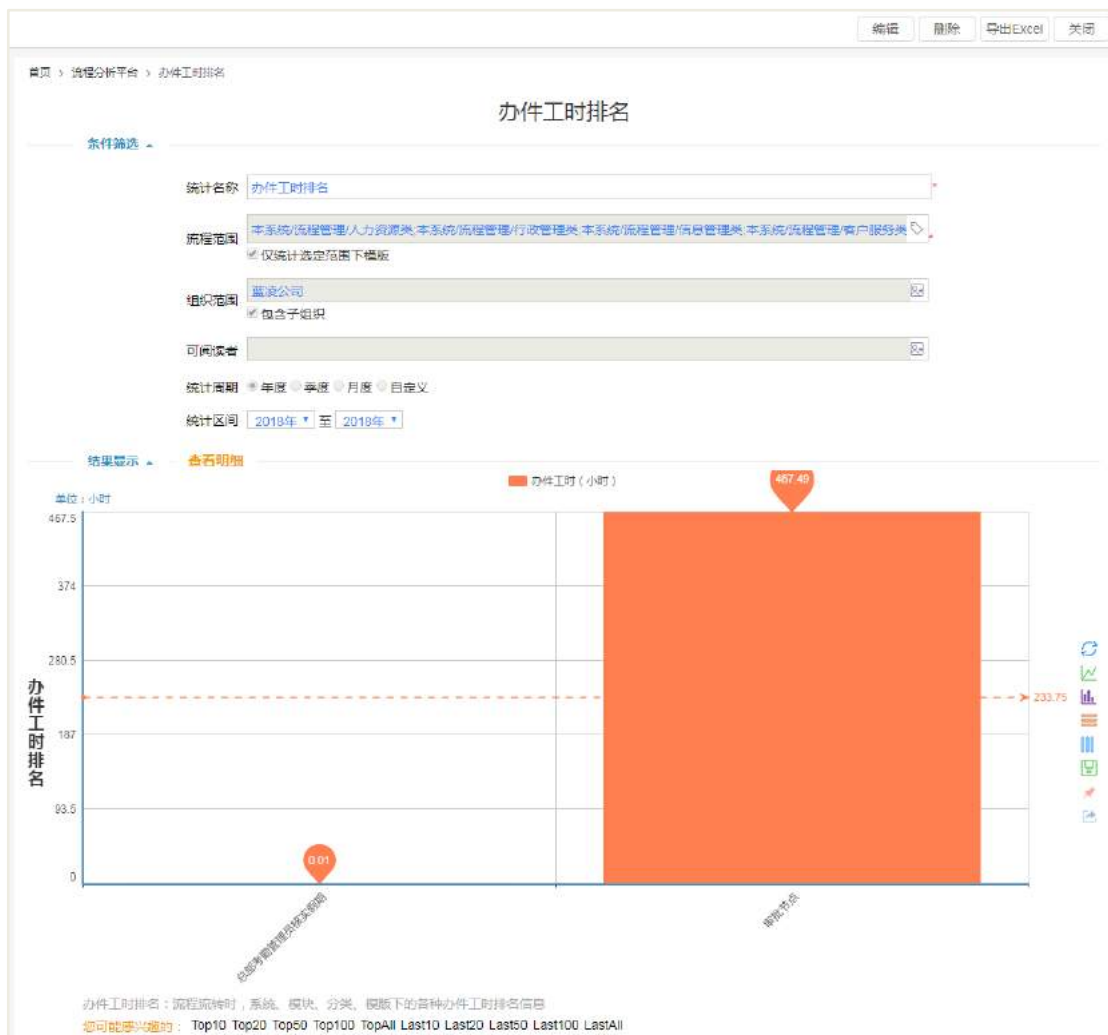 编辑 删除 导出Excel 关闭
首页 > 流程分析平台 > 办件工时排名
办件工时排名
条件筛选
统计名称 办件工时排名 *
流程范围 本系统/流程管理/人力资源类;本系统/流程管理/行政管理类;本系统/流程管理/信息管理类;本系统/流程管理/客户服务类 *
仅统计选定范围下模版
组织范围 蓝凌公司
包含子组织
可阅读者
统计周期 年度 季度 月度 自定义
统计区间 2018年 至 2018年
结果显示 查看明细
办件工时（小时）
467.49
单位：小时
467.5
374
280.5
233.75
187
93.5
0
0.01
办件工时排名
总部考勤管理员核实假期
审批节点
办件工时排名：流程流转时，系统、模块、分类、模版下的各种办件工时排名信息
您可能感兴趣的： Top10 Top20 Top50 Top100 TopAll Last10 Last20 Last50 Last100 LastAll